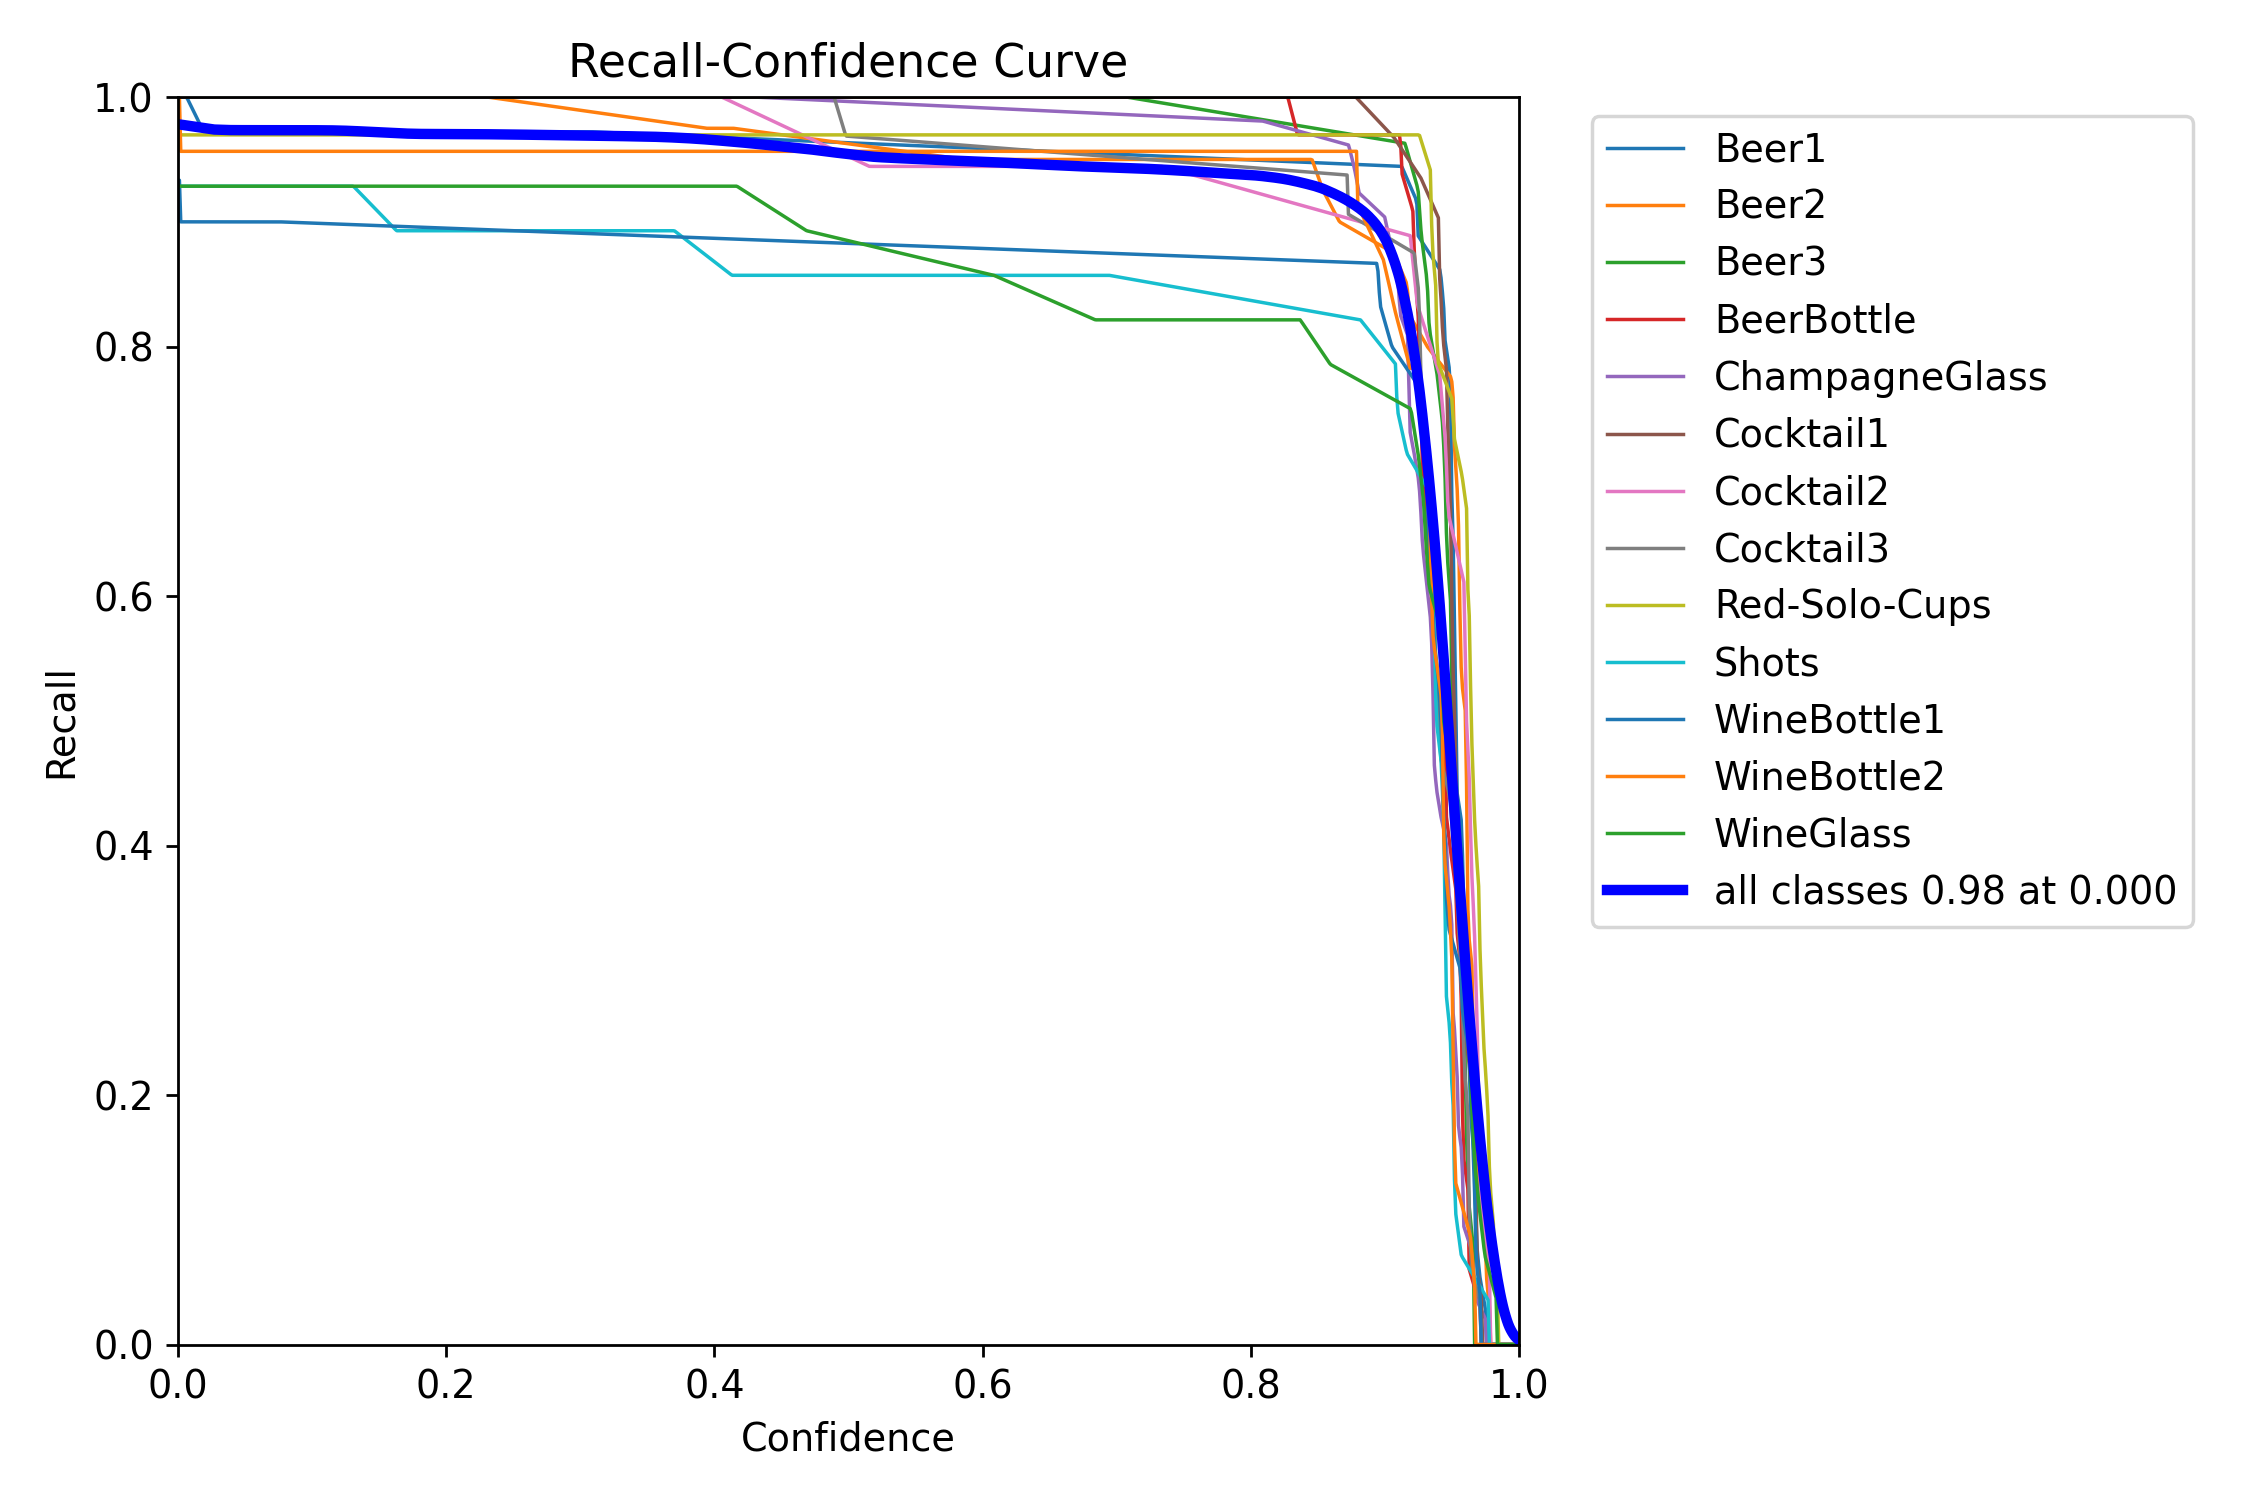 Recall-Confidence Curve
1.0
0.8
0.6
0.4
0.2
0.0
Recall
0.0 0.2 0.4 0.6 0.8 1.0
Confidence
Beer1
Beer2
Beer3
BeerBottle
ChampagneGlass
Cocktail1
Cocktail2
Cocktail3
Red-Solo-Cups
Shots
WineBottle1
WineBottle2
WineGlass
all classes 0.98 at 0.000